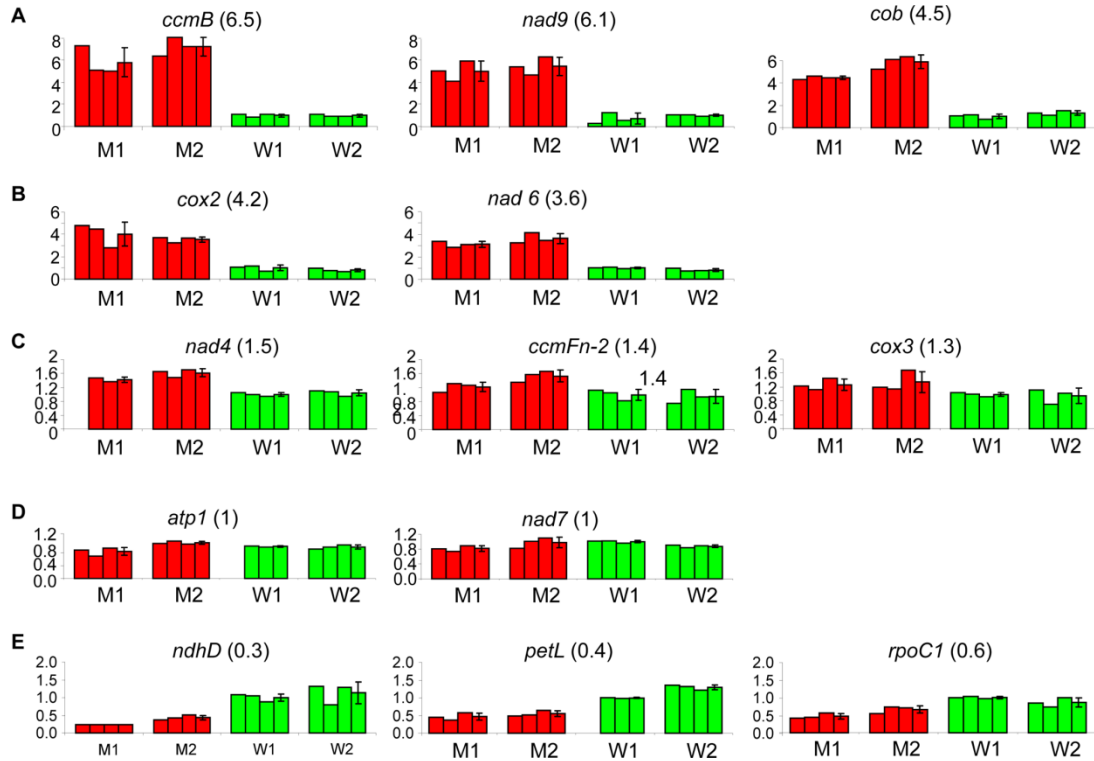 A
ccmB (6.5)
nad9 (6.1)
cob (4.5)
8
6
4
2
0
M1 M2 W1 W2
8
6
4
2
0
M1 M2 W1 W2
8
6
4
2
0
M1 M2 W1 W2
B
cox2 (4.2)
nad 6 (3.6)
6
4
2
0
M1 M2 W1 W2
6
4
2
0
M1 M2 W1 W2
C
nad4 (1.5)
ccmFn-2 (1.4)
cox3 (1.3)
2
1.6
1.2
0.8
0.4
0
M1 M2 W1 W2
2
1.6
1.2
0.8
0.4
0
1.4
M1 M2 W1 W2
2
1.6
1.2
0.8
0.4
0
M1 M2 W1 W2
D
atp1 (1)
nad7 (1)
1.2
0.8
0.4
0.0
M1 M2 W1 W2
1.2
0.8
0.4
0.0
M1 M2 W1 W2
E
ndhD (0.3)
petL (0.4)
rpoC1 (0.6)
2.0
1.5
1.0
0.5
0.0
M1 M2 W1 W2
2.0
1.5
1.0
0.5
0.0
M1 M2 W1 W2
2.0
1.5
1.0
0.5
0.0
M1 M2 W1 W2